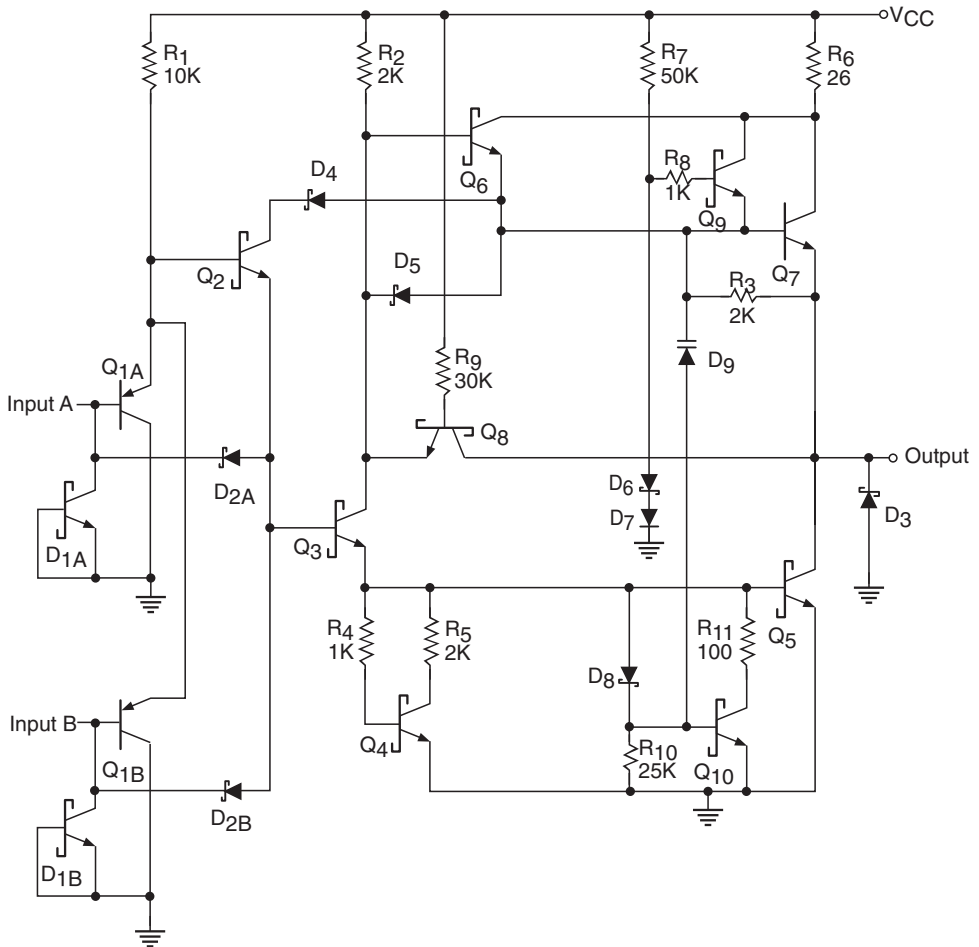 VCC
R1
10K
R2
2K
R7
50K
R6
26
D4
Q6
R8
1K
Q9
Q2
D5
Q7
R3
2K
Q1A
R9
30K
D9
Input A
Q8
Output
D2A
D6
D7
D3
Q3
D1A
R4
1K
R5
2K
R11
100
Q5
D8
Input B
Q4
R10
25K
Q10
Q1B
D2B
D1B